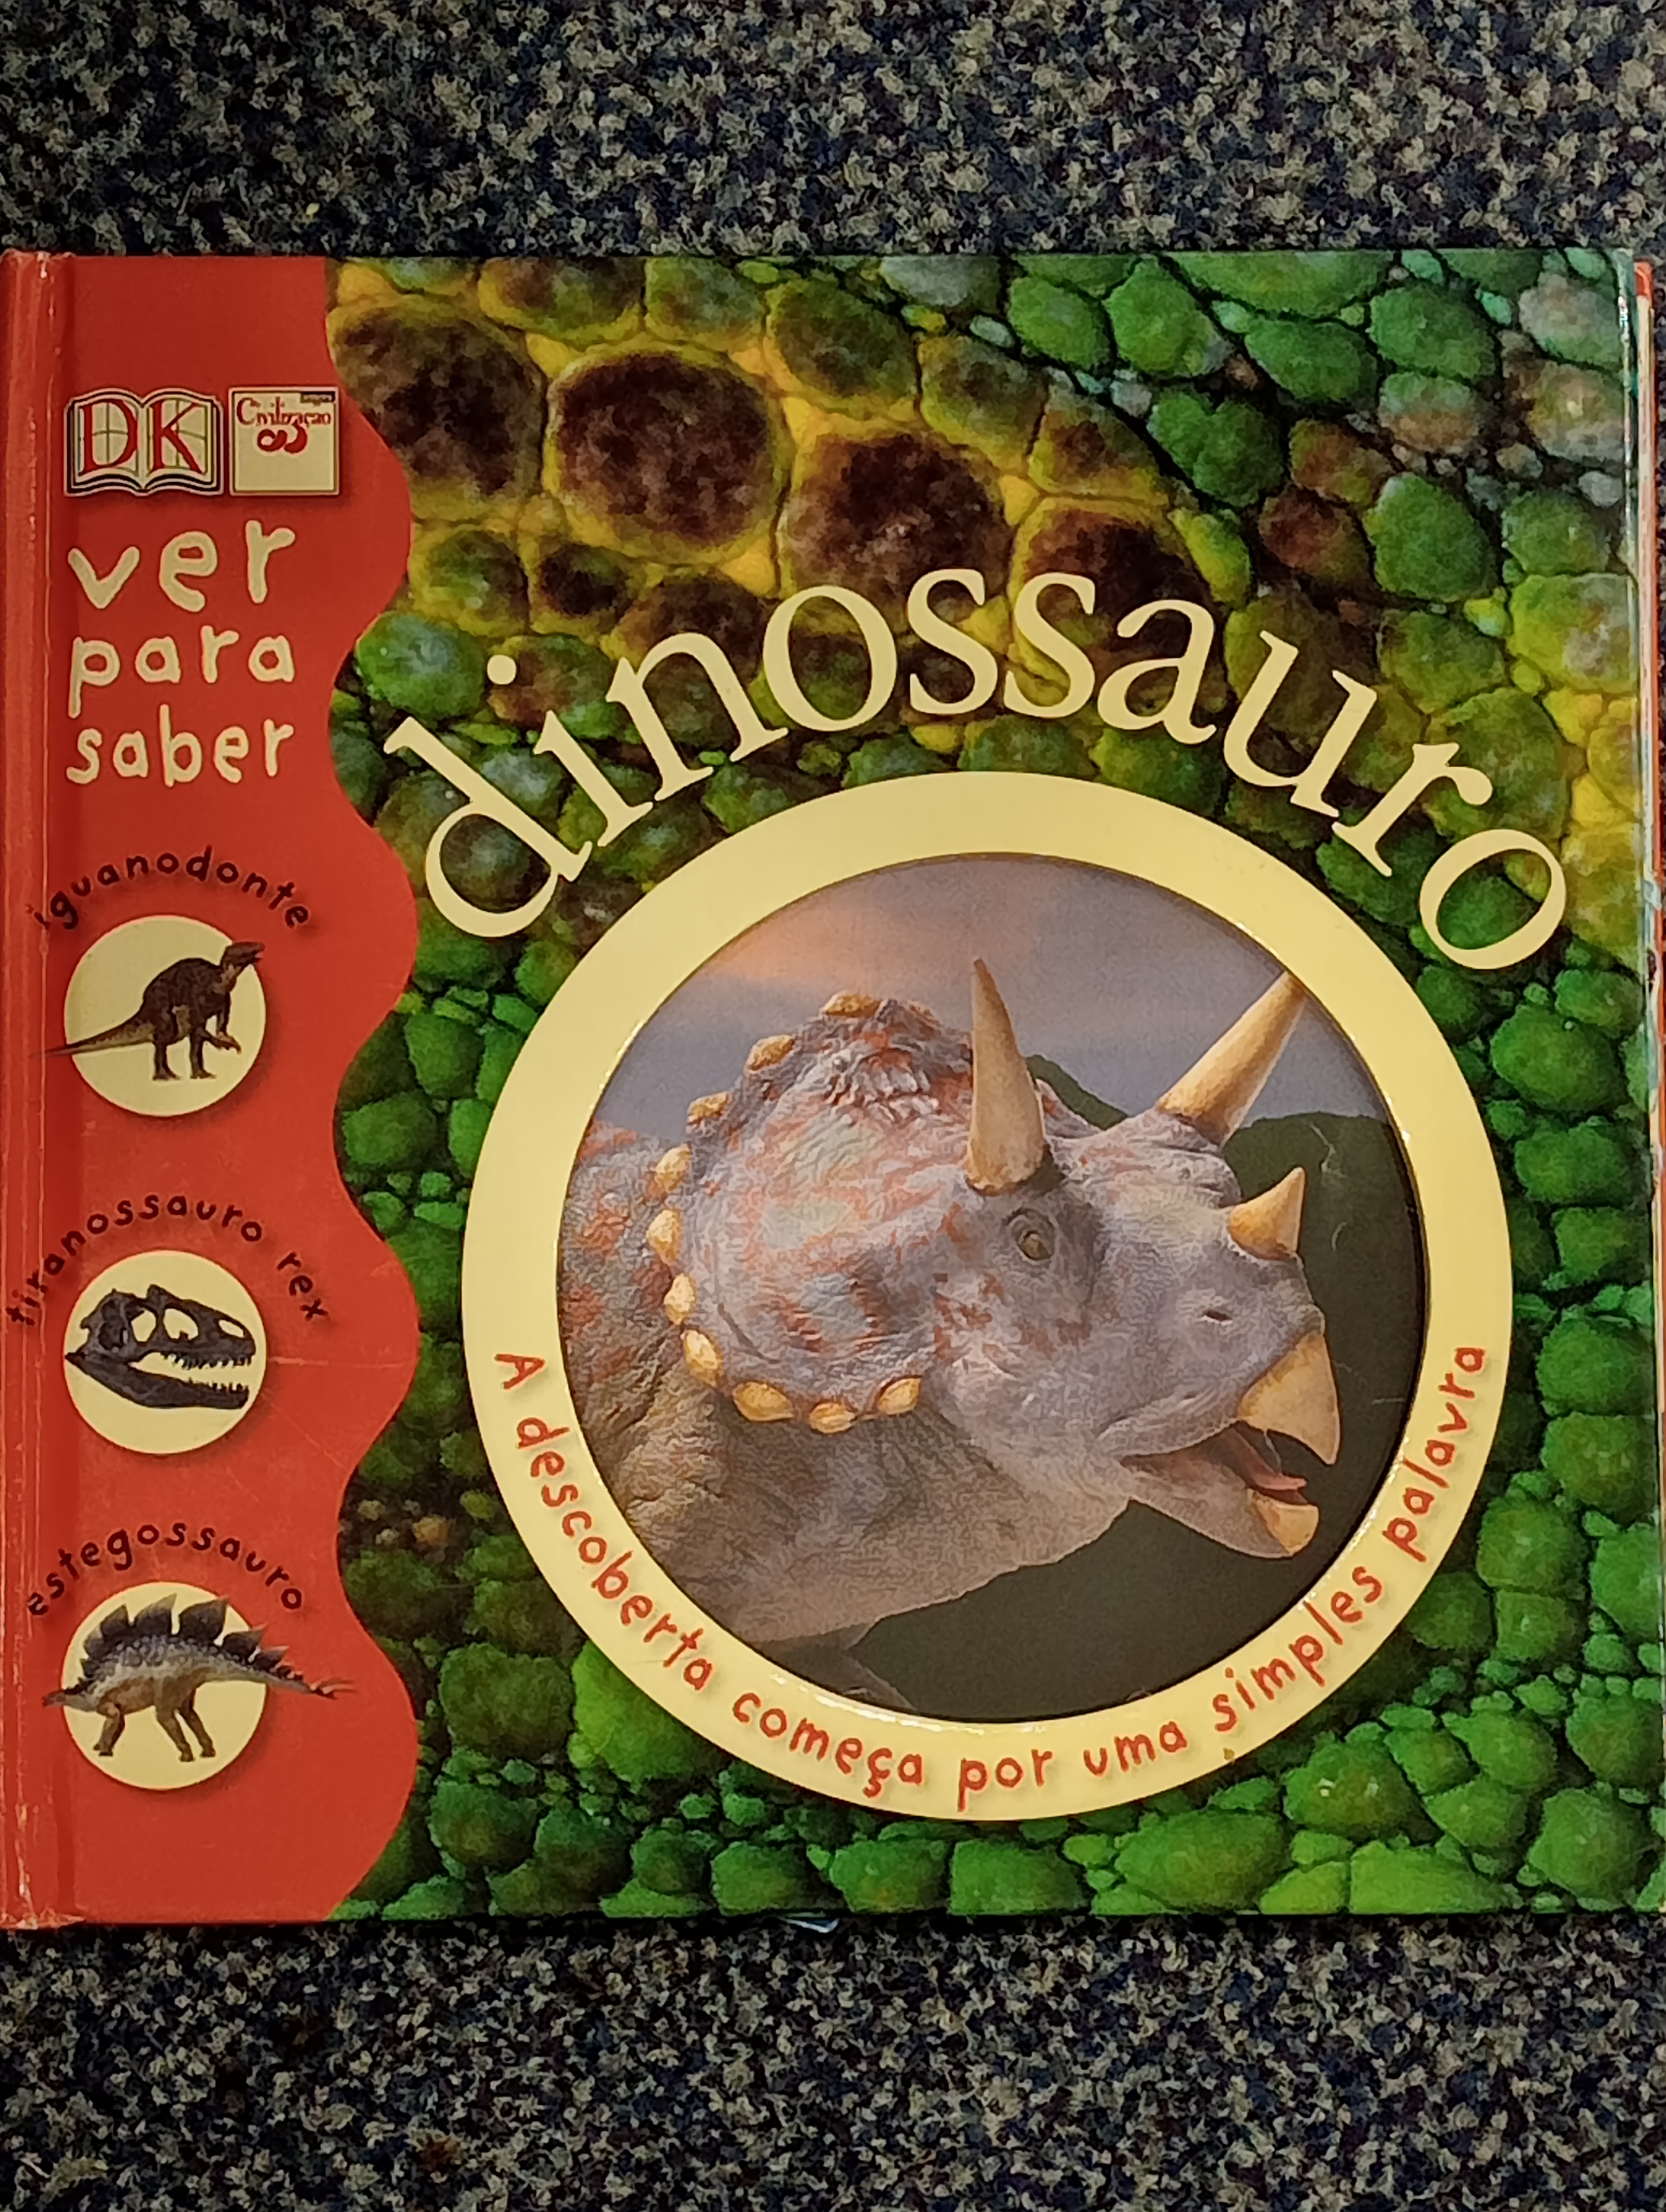 DK
Civilização
ver
para
saber
dinossauro
iguanodonte
tiranossauro rex
estegossauro
A descoberta começa por uma simples palavra